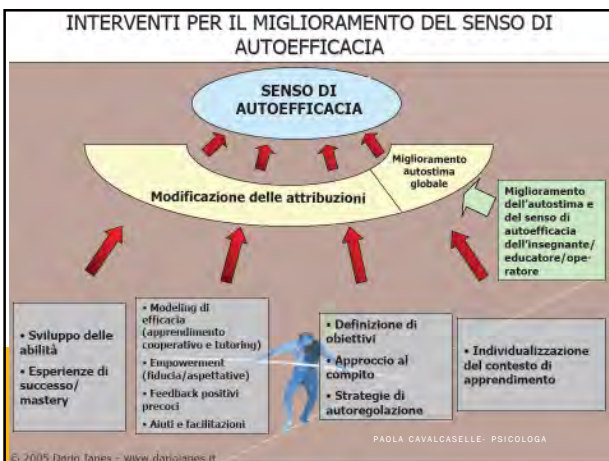 INTERVENTI PER IL MIGLIORAMENTO DEL SENSO DI
AUTOEFFICACIA
SENSO DI
AUTOEFFICACIA
Modificazione delle attribuzioni
Miglioramento
autostima
globale
Miglioramento
dell'autostima e
del senso di
autoefficacia
dell'insegnante/
educatore/ope-
ratore
• Sviluppo delle
abilità
• Esperienze di
successo/
mastery
• Modeling di
efficacia
(apprendimento
cooperativo e tutoring)
• Empowerment
(fiducia/aspettative)
• Feedback positivi
precoci
• Aiuti e facilitazioni
• Definizione di
obiettivi
• Approccio al
compito
• Strategie di
autoregolazione
• Individualizzazione
del contesto di
apprendimento
PAOLA CAVALCASELLE- PSICOLOGA
© 2005 Dario Ianes - www.darioianes.it